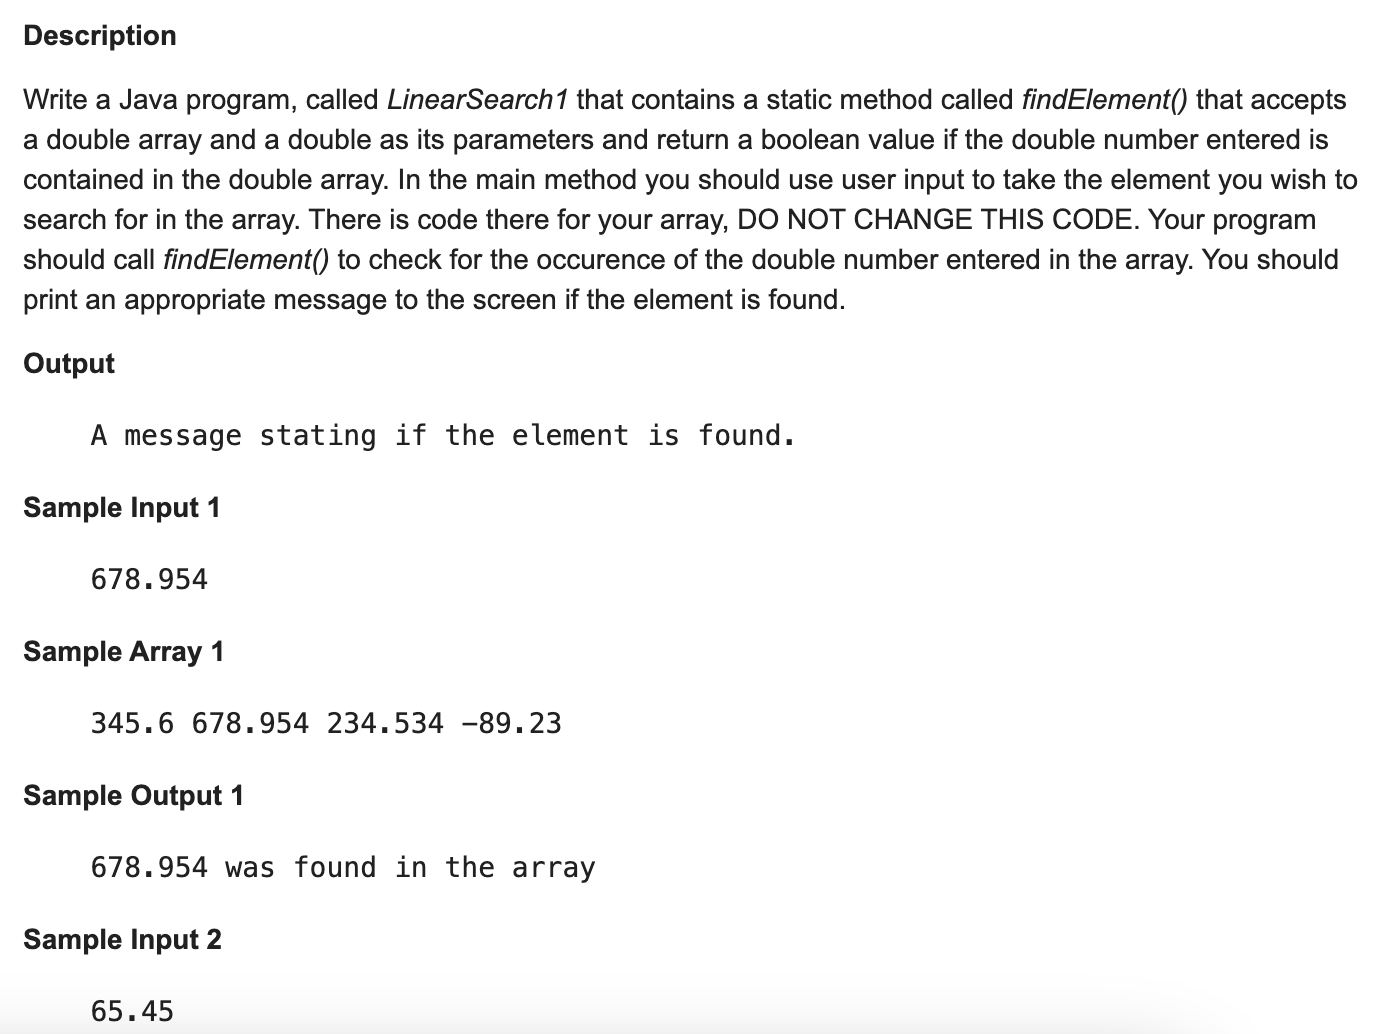 Description
Write a Java program, called LinearSearch1 that contains a static method called findElement() that accepts
a double array and a double as its parameters and return a boolean value if the double number entered is
contained in the double array. In the main method you should use user input to take the element you wish to
search for in the array. There is code there for your array, DO NOT CHANGE THIS CODE. Your program
should call findElement() to check for the occurence of the double number entered in the array. You should
print an appropriate message to the screen if the element is found.
Output
A message stating if the element is found.
Sample Input 1
678.954
Sample Array 1
345.6 678.954 234.534 −89.23
Sample Output 1
678.954 was found in the array
Sample Input 2
65.45